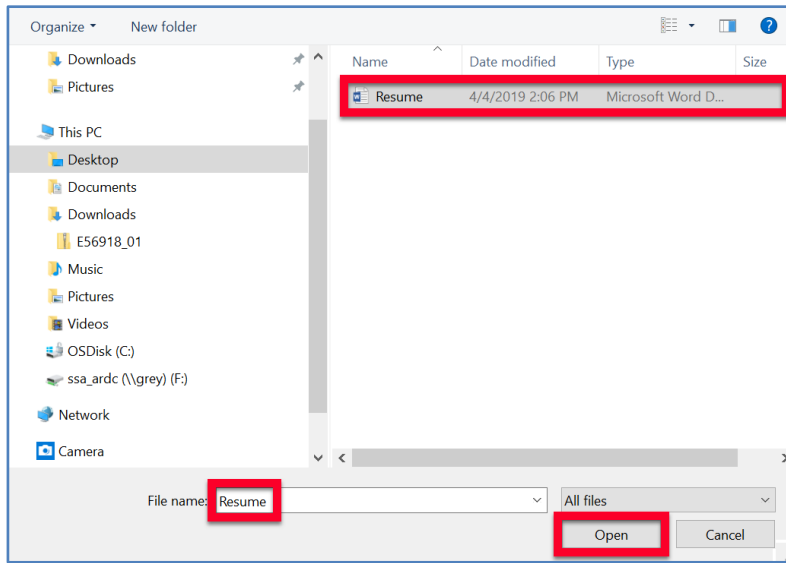 Organize New folder ?
Downloads
Pictures
This PC
Desktop
Documents
Downloads
E56918_01
Music
Pictures
Videos
OSDisk (C:)
ssa_ardc (\\grey) (F:)
Network
Camera
Name Date modified Type Size
Resume 4/4/2019 2:06 PM Microsoft Word D...
File name: Resume All files
Open Cancel